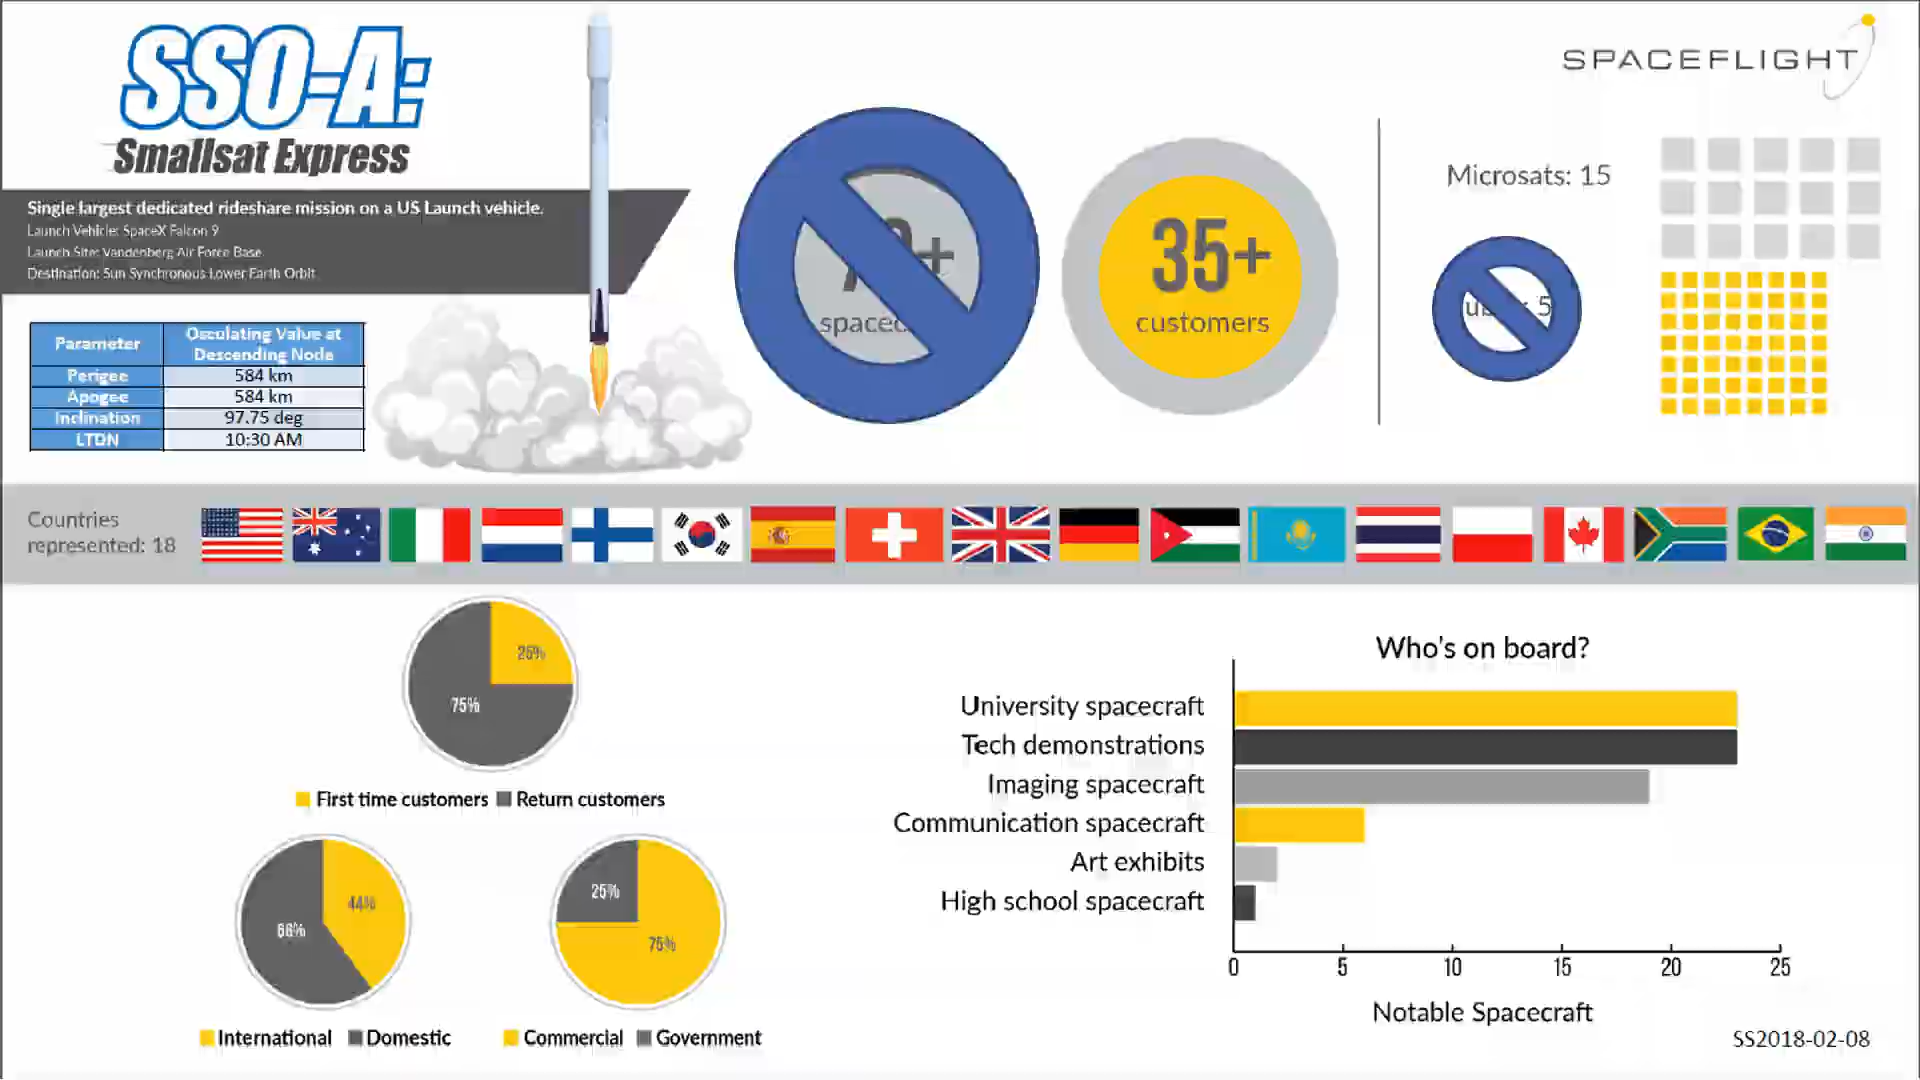 SSO-A:
Smallsat Express
SPACEFLIGHT
Single largest dedicated rideshare mission on a US Launch vehicle.
Launch Vehicle: SpaceX Falcon 9
Launch Site: Vandenberg Air Force Base
Destination: Sun Synchronous Lower Earth Orbit
Parameter
Osculating Value at
Descending Node
Perigee 584 km
Apogee 584 km
Inclination 97.75 deg
LTDN 10:30 AM
35+
customers
Microsats: 15
Countries
represented: 18
25%
75%
First time customers Return customers
44%
66%
International Domestic
25%
75%
Commercial Government
Who's on board?
University spacecraft
Tech demonstrations
Imaging spacecraft
Communication spacecraft
Art exhibits
High school spacecraft
0 5 10 15 20 25
Notable Spacecraft
SS2018-02-08